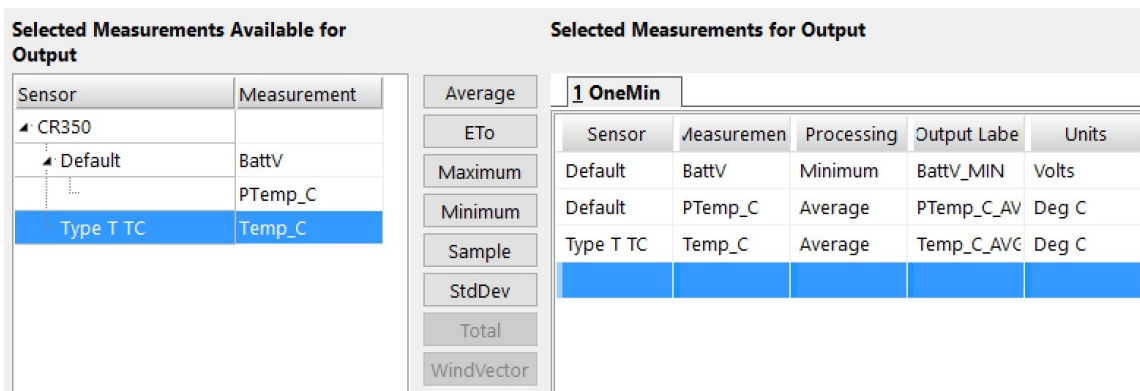 Selected Measurements Available for
Output
Selected Measurements for Output
Sensor Measurement
CR350
Default BattV
PTemp_C
Type T TC Temp_C
Average
ETo
Maximum
Minimum
Sample
StdDev
Total
WindVector
1 OneMin
Sensor Measuremen Processing Output Labe Units
Default BattV Minimum BattV_MIN Volts
Default PTemp_C Average PTemp_C_AV Deg C
Type T TC Temp_C Average Temp_C_AVG Deg C